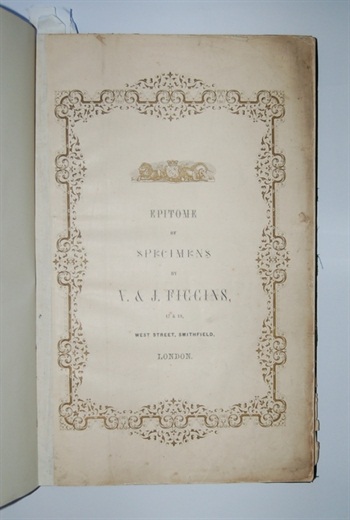 EPITOME
OF
SPECIMENS
BY
V. & J. FIGGINS,
WEST STREET, SMITHFIELD,
LONDON.